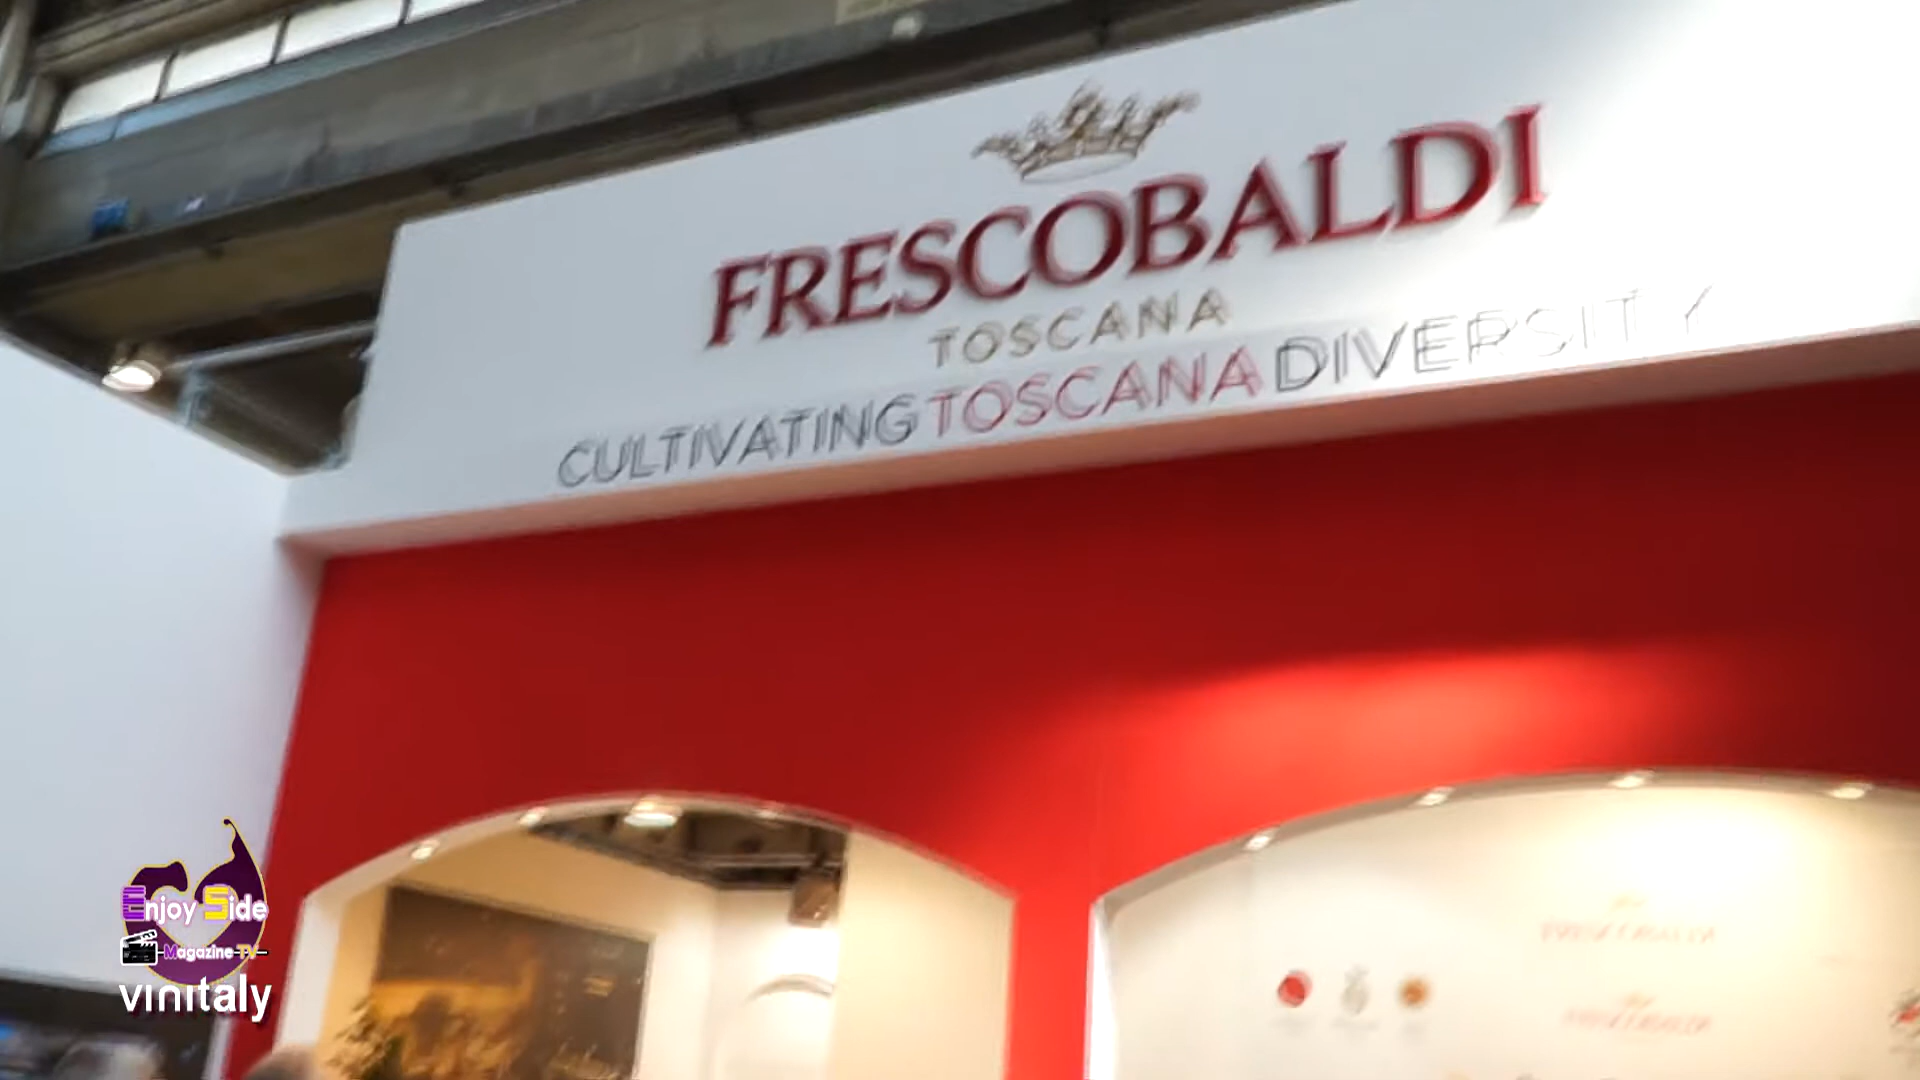 FRESCOBALDI
TOSCANA
CULTIVATING TOSCANA DIVERSITY
Enjoy Side
Magazine TV
vinitaly